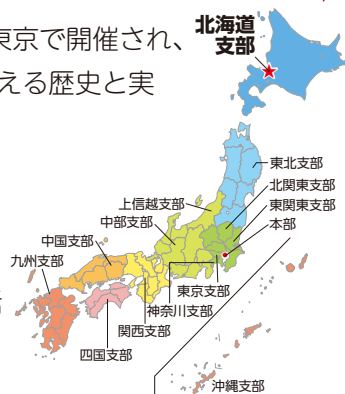 東京で開催され、
える歴史と実
北海道
支部
東北支部
北関東支部
東関東支部
本部
上信越支部
中部支部
中国支部
九州支部
東京支部
神奈川支部
関西支部
四国支部
沖縄支部